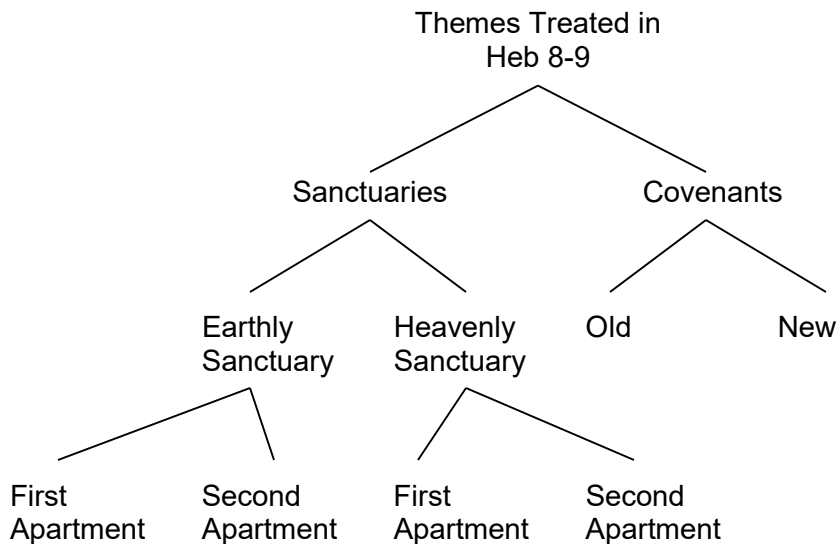 Themes Treated in
Heb 8-9
Sanctuaries
Covenants
Earthly
Sanctuary
Heavenly
Sanctuary
Old
New
First
Apartment
Second
Apartment
First
Apartment
Second
Apartment